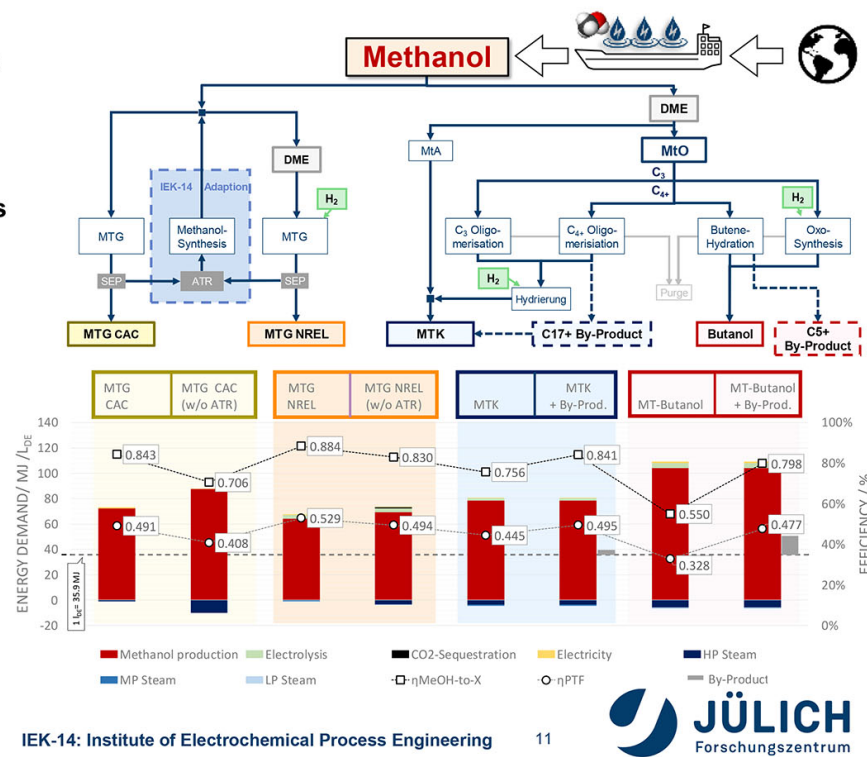 s
Methanol
DME
MtA
MtO
C₃
C₄₊
DME
IEK-14 Adaption
H₂
H₂
MTG
Methanol-
Synthesis
MTG
C₃ Oligo-
merisation
C₄₊ Oligo-
merisiation
Butene-
Hydration
Oxo-
Synthesis
SEP
ATR
SEP
H₂
Hydrierung
Purge
MTG CAC
MTG NREL
MTK
C17+ By-Product
Butanol
C5+
By-Product
MTG
CAC
MTG CAC
(w/o ATR)
MTG
NREL
MTG NREL
(w/o ATR)
MTK
MTK
+ By-Prod.
MT-Butanol
MT-Butanol
+ By-Prod.
ENERGY DEMAND/ MJ /L_DE
140
120
100
80
60
40
20
0
-20
1 l_DE= 35.9 MJ
0.843
0.706
0.884
0.830
0.756
0.841
0.550
0.798
0.491
0.408
0.529
0.494
0.445
0.495
0.328
0.477
100%
80%
60%
40%
20%
0%
EFFICIENCY / %
Methanol production
Electrolysis
CO2-Sequestration
Electricity
HP Steam
MP Steam
LP Steam
ηMeOH-to-X
ηPTF
By-Product
IEK-14: Institute of Electrochemical Process Engineering
11
JÜLICH
Forschungszentrum